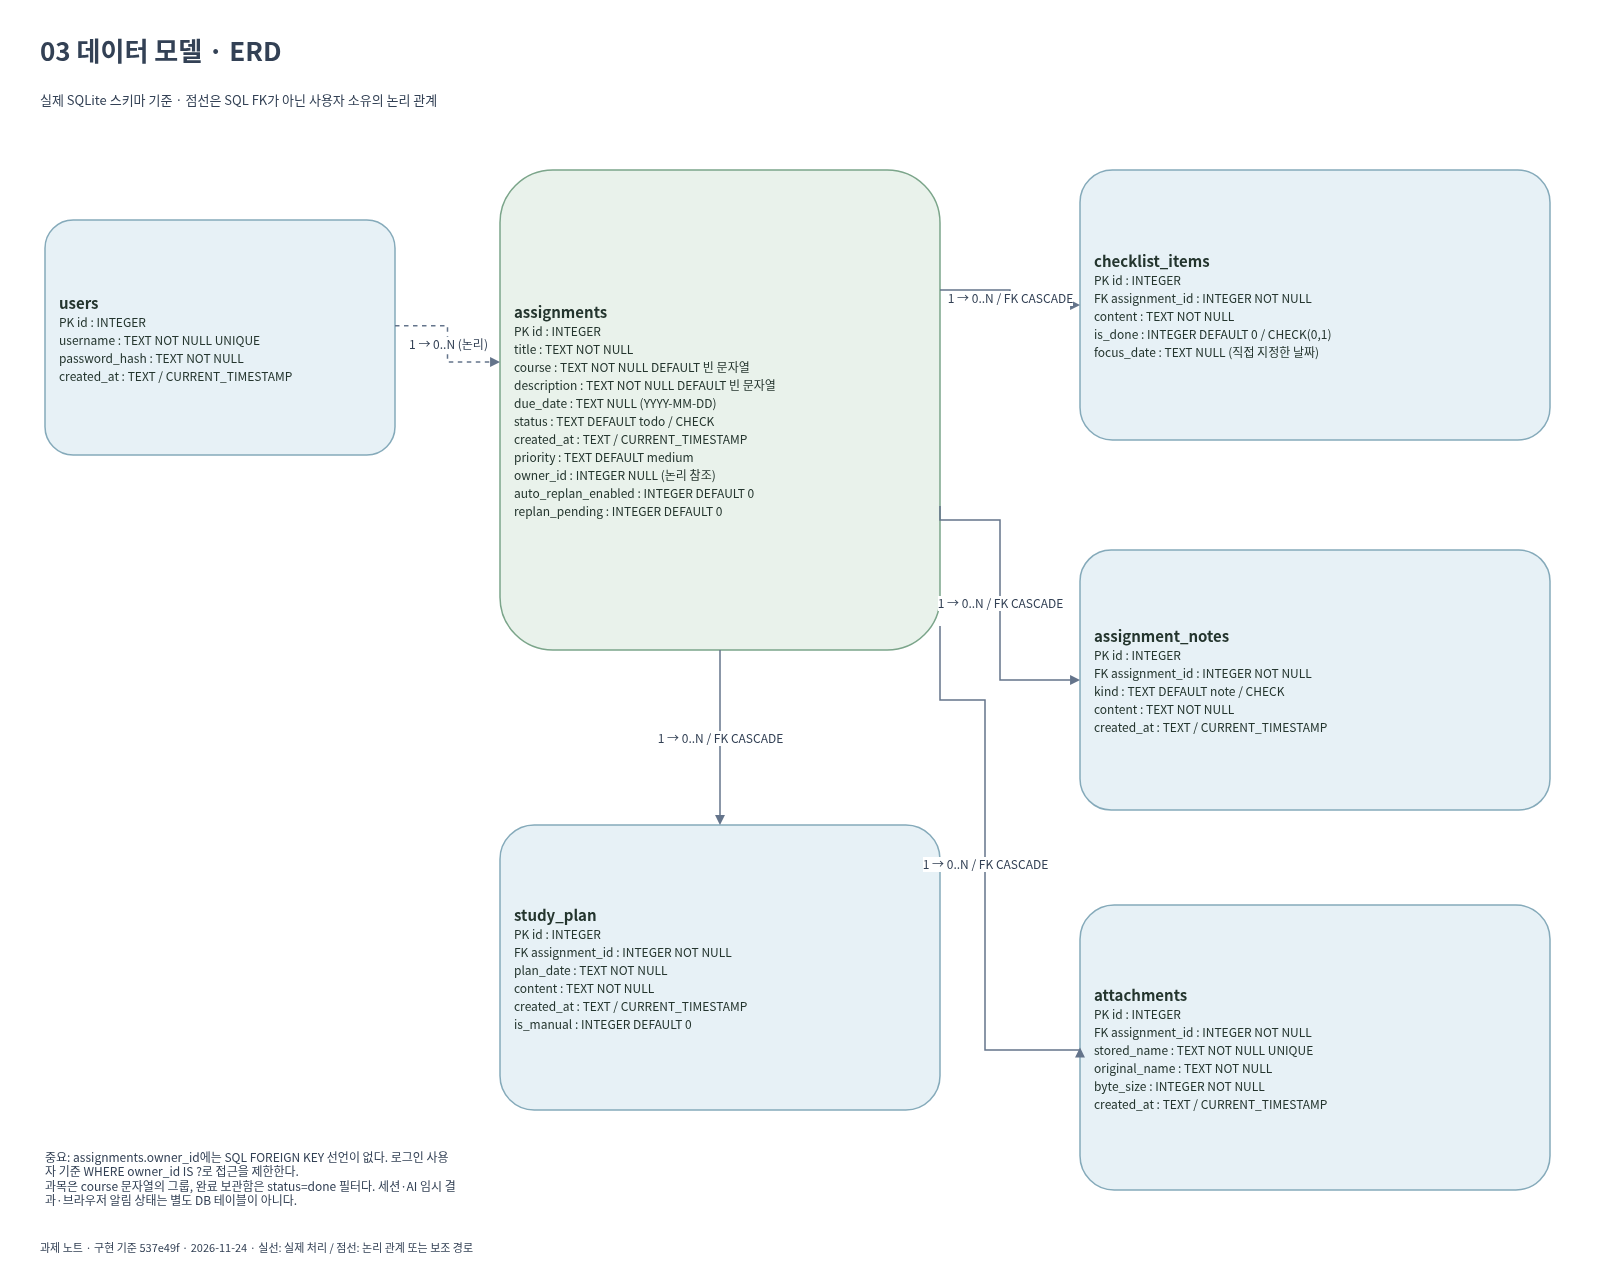 03 데이터 모델 · ERD
실제 SQLite 스키마 기준 · 점선은 SQL FK가 아닌 사용자 소유의 논리 관계
users
PK id : INTEGER
username : TEXT NOT NULL UNIQUE
password_hash : TEXT NOT NULL
created_at : TEXT / CURRENT_TIMESTAMP
1 → 0..N (논리)
assignments
PK id : INTEGER
title : TEXT NOT NULL
course : TEXT NOT NULL DEFAULT 빈 문자열
description : TEXT NOT NULL DEFAULT 빈 문자열
due_date : TEXT NULL (YYYY-MM-DD)
status : TEXT DEFAULT todo / CHECK
created_at : TEXT / CURRENT_TIMESTAMP
priority : TEXT DEFAULT medium
owner_id : INTEGER NULL (논리 참조)
auto_replan_enabled : INTEGER DEFAULT 0
replan_pending : INTEGER DEFAULT 0
1 → 0..N / FK CASCADE
checklist_items
PK id : INTEGER
FK assignment_id : INTEGER NOT NULL
content : TEXT NOT NULL
is_done : INTEGER DEFAULT 0 / CHECK(0,1)
focus_date : TEXT NULL (직접 지정한 날짜)
1 → 0..N / FK CASCADE
assignment_notes
PK id : INTEGER
FK assignment_id : INTEGER NOT NULL
kind : TEXT DEFAULT note / CHECK
content : TEXT NOT NULL
created_at : TEXT / CURRENT_TIMESTAMP
1 → 0..N / FK CASCADE
study_plan
PK id : INTEGER
FK assignment_id : INTEGER NOT NULL
plan_date : TEXT NOT NULL
content : TEXT NOT NULL
created_at : TEXT / CURRENT_TIMESTAMP
is_manual : INTEGER DEFAULT 0
1 → 0..N / FK CASCADE
attachments
PK id : INTEGER
FK assignment_id : INTEGER NOT NULL
stored_name : TEXT NOT NULL UNIQUE
original_name : TEXT NOT NULL
byte_size : INTEGER NOT NULL
created_at : TEXT / CURRENT_TIMESTAMP
중요: assignments.owner_id에는 SQL FOREIGN KEY 선언이 없다. 로그인 사용
자 기준 WHERE owner_id IS ?로 접근을 제한한다.
과목은 course 문자열의 그룹, 완료 보관함은 status=done 필터다. 세션·AI 임시 결
과·브라우저 알림 상태는 별도 DB 테이블이 아니다.
과제 노트 · 구현 기준 537e49f · 2026-11-24 · 실선: 실제 처리 / 점선: 논리 관계 또는 보조 경로